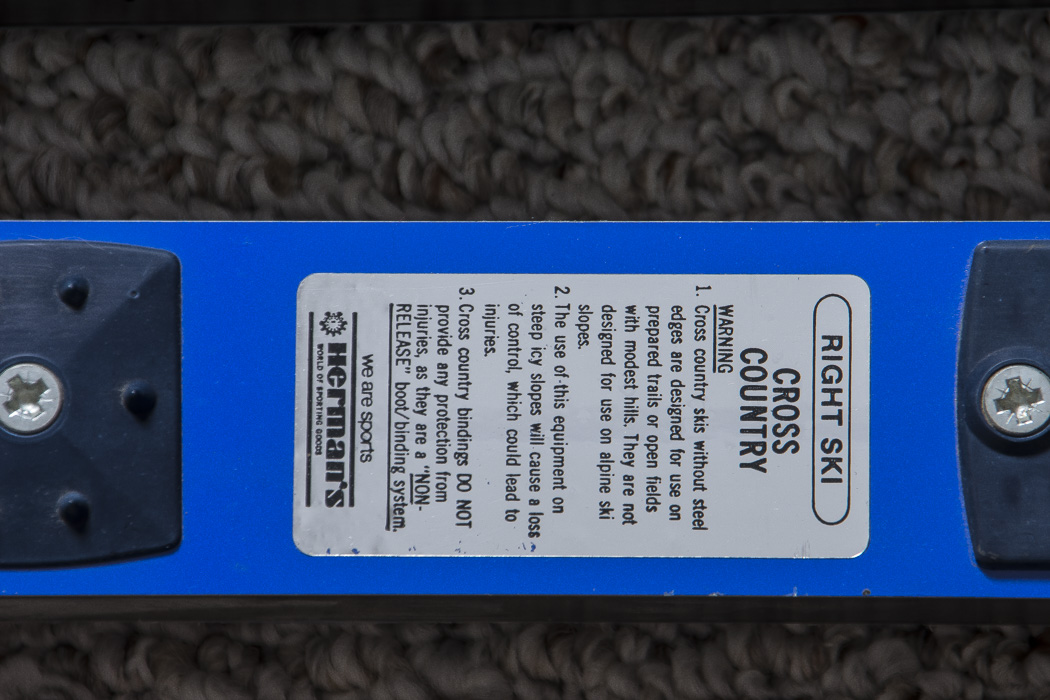 RIGHT SKI
CROSS
COUNTRY
WARNING
1. Cross country skis without steel
edges are designed for use on
prepared trails or open fields
with modest hills. They are not
designed for use on alpine ski
slopes.
2. The use of this equipment on
steep icy slopes will cause a loss
of control, which could lead to
injuries.
3. Cross country bindings DO NOT
provide any protection from
injuries, as they are a "NON-
RELEASE" boot/binding system.
we are sports
Herman's
WORLD OF SPORTING GOODS